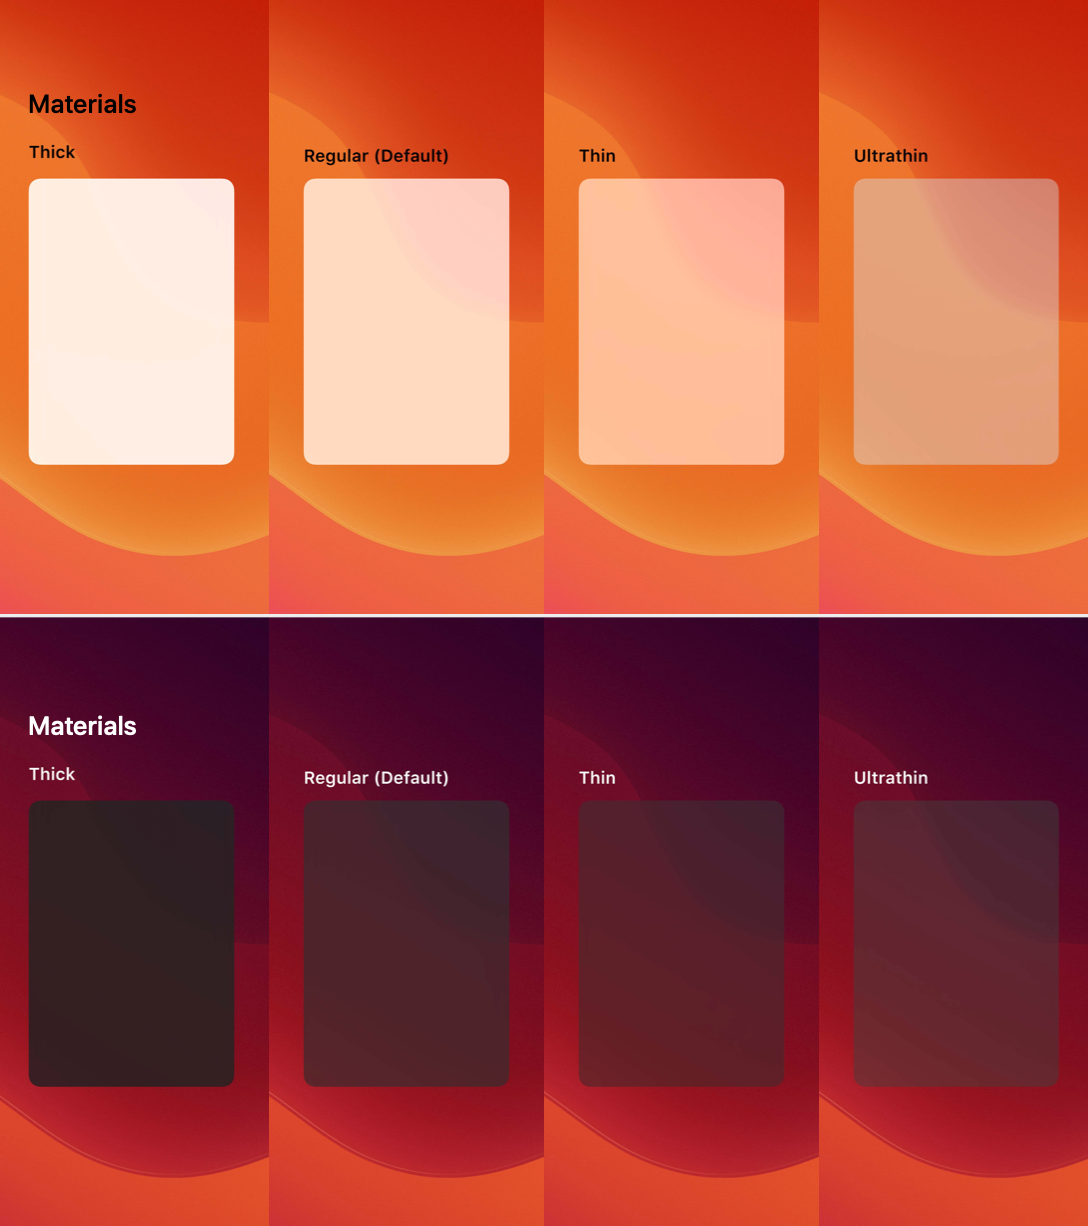 Materials
Thick
Regular (Default)
Thin
Ultrathin
Materials
Thick
Regular (Default)
Thin
Ultrathin